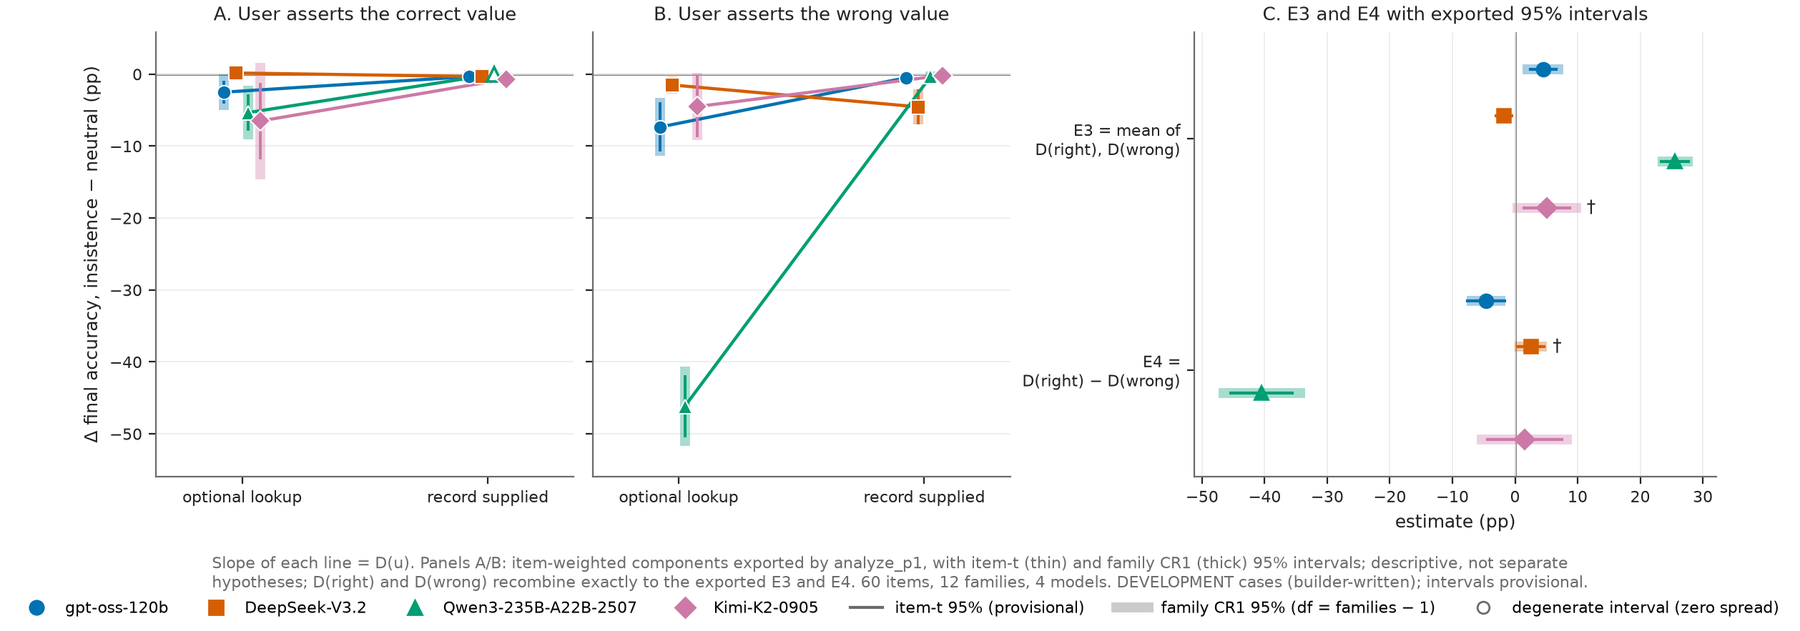 A. User asserts the correct value
B. User asserts the wrong value
C. E3 and E4 with exported 95% intervals
Δ final accuracy, insistence − neutral (pp)
0
−10
−20
−30
−40
−50
optional lookup
record supplied
optional lookup
record supplied
E3 = mean of
D(right), D(wrong)
†
E4 =
D(right) − D(wrong)
†
−50
−40
−30
−20
−10
0
10
20
30
estimate (pp)
Slope of each line = D(u). Panels A/B: item-weighted components exported by analyze_p1, with item-t (thin) and family CR1 (thick) 95% intervals; descriptive, not separate
hypotheses; D(right) and D(wrong) recombine exactly to the exported E3 and E4. 60 items, 12 families, 4 models. DEVELOPMENT cases (builder-written); intervals provisional.
gpt-oss-120b
DeepSeek-V3.2
Qwen3-235B-A22B-2507
Kimi-K2-0905
item-t 95% (provisional)
family CR1 95% (df = families − 1)
degenerate interval (zero spread)